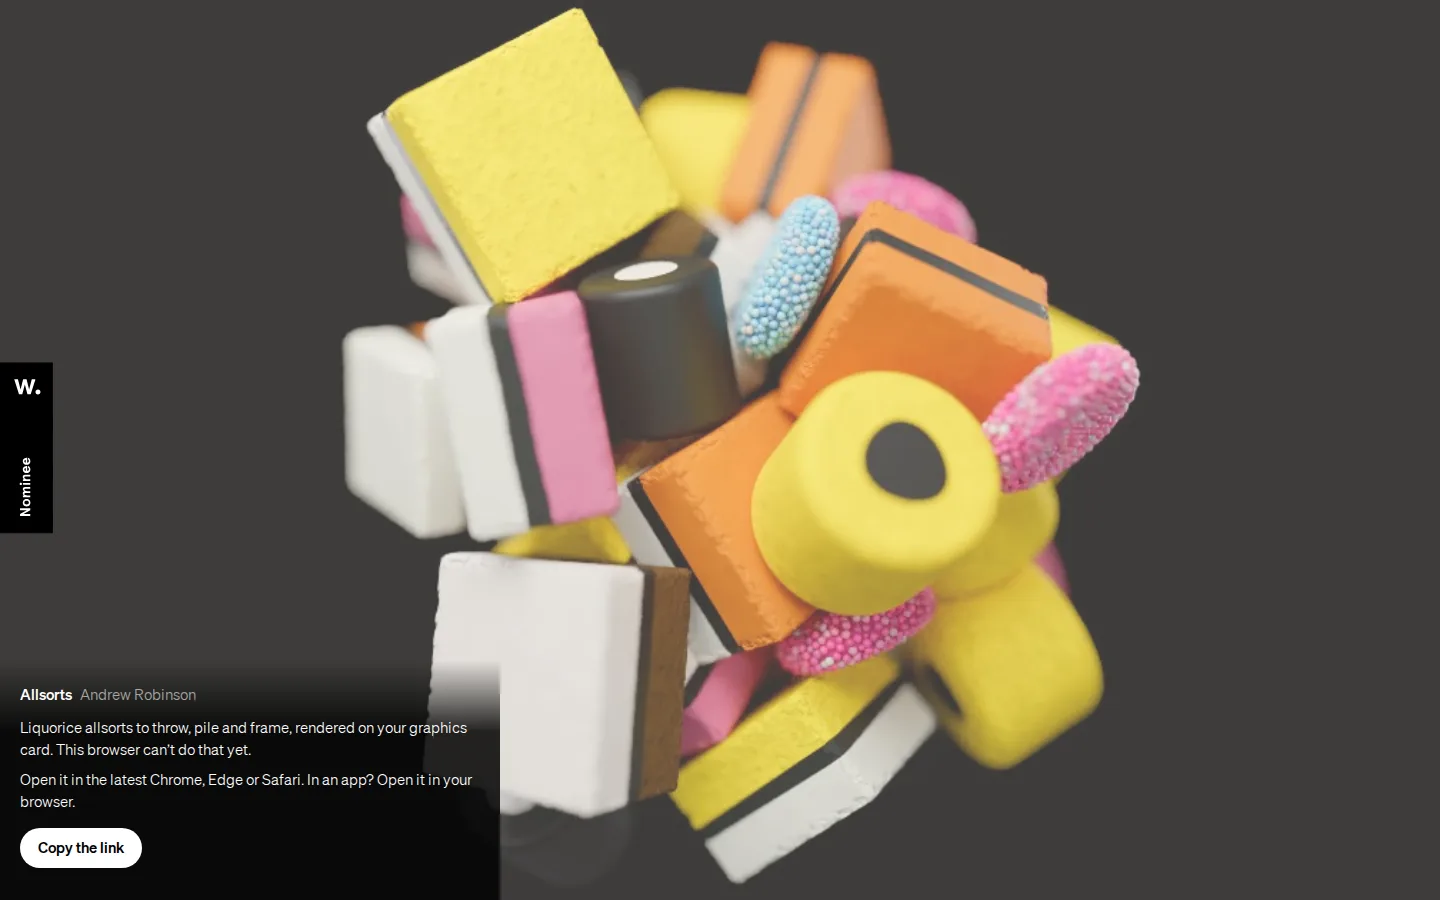 W.
Nominee
Allsorts Andrew Robinson
Liquorice allsorts to throw, pile and frame, rendered on your graphics
card. This browser can't do that yet.
Open it in the latest Chrome, Edge or Safari. In an app? Open it in your
browser.
Copy the link